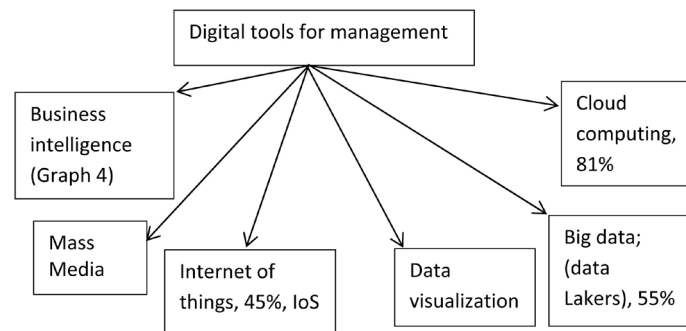 Digital tools for management
Business
intelligence
(Graph 4)
Cloud
computing,
81%
Mass
Media
Internet of
things, 45%, IoS
Data
visualization
Big data;
(data
Lakers), 55%